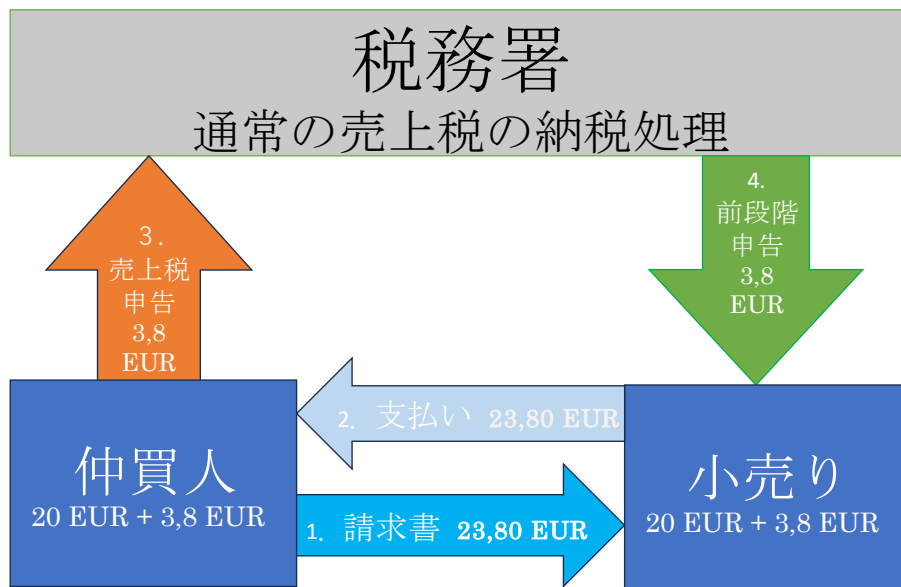 税務署
通常の売上税の納税処理
3.
売上税
申告
3,8
EUR
4.
前段階
申告
3,8
EUR
2. 支払い 23,80 EUR
仲買人
20 EUR + 3,8 EUR
1. 請求書 23,80 EUR
小売り
20 EUR + 3,8 EUR